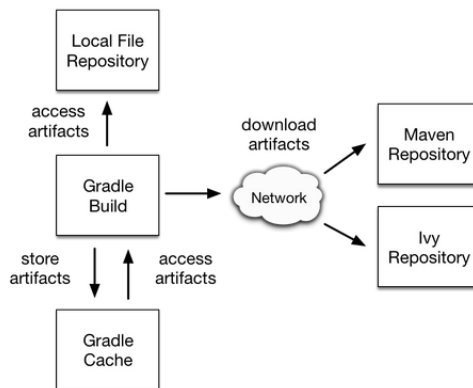 Local File
Repository
access
artifacts
download
artifacts
Maven
Repository
Gradle
Build
Network
Ivy
Repository
store
artifacts
access
artifacts
Gradle
Cache